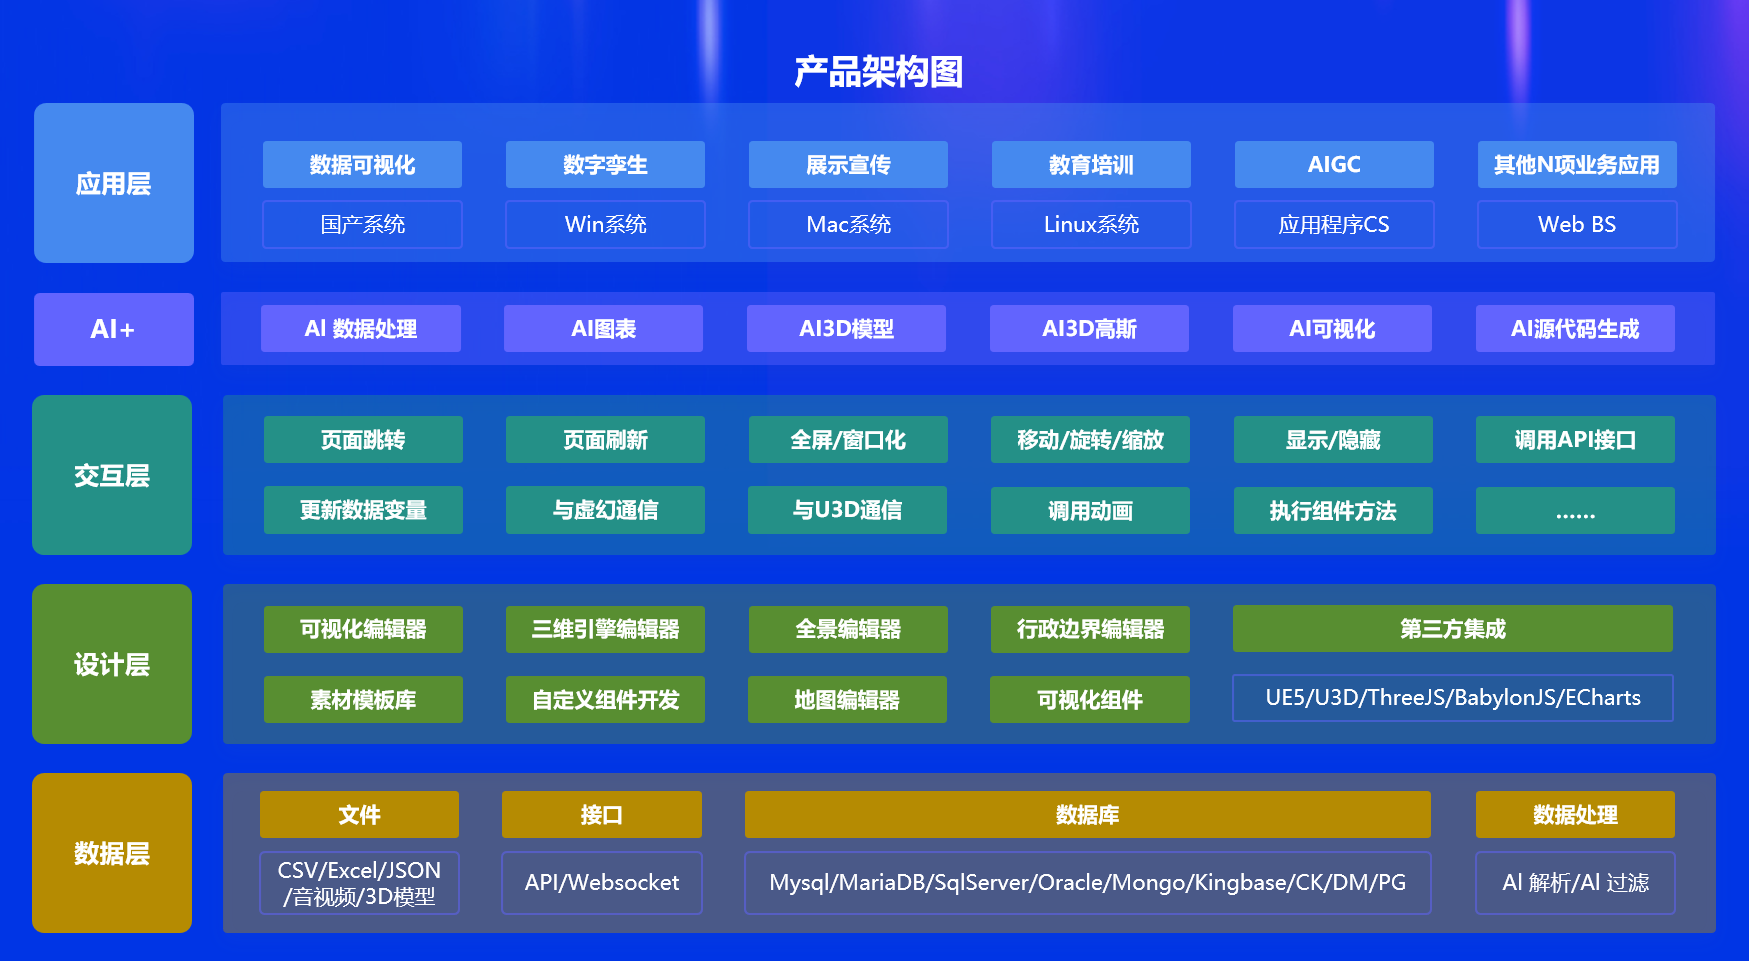 产品架构图
应用层
数据可视化
数字孪生
展示宣传
教育培训
AIGC
其他N项业务应用
国产系统
Win系统
Mac系统
Linux系统
应用程序CS
Web BS
AI+
AI 数据处理
AI图表
AI3D模型
AI3D高斯
AI可视化
AI源代码生成
交互层
页面跳转
页面刷新
全屏/窗口化
移动/旋转/缩放
显示/隐藏
调用API接口
更新数据变量
与虚幻通信
与U3D通信
调用动画
执行组件方法
......
设计层
可视化编辑器
三维引擎编辑器
全景编辑器
行政边界编辑器
第三方集成
素材模板库
自定义组件开发
地图编辑器
可视化组件
UE5/U3D/ThreeJS/BabylonJS/ECharts
数据层
文件
接口
数据库
数据处理
CSV/Excel/JSON
/音视频/3D模型
API/Websocket
Mysql/MariaDB/SqlServer/Oracle/Mongo/Kingbase/CK/DM/PG
AI 解析/AI 过滤